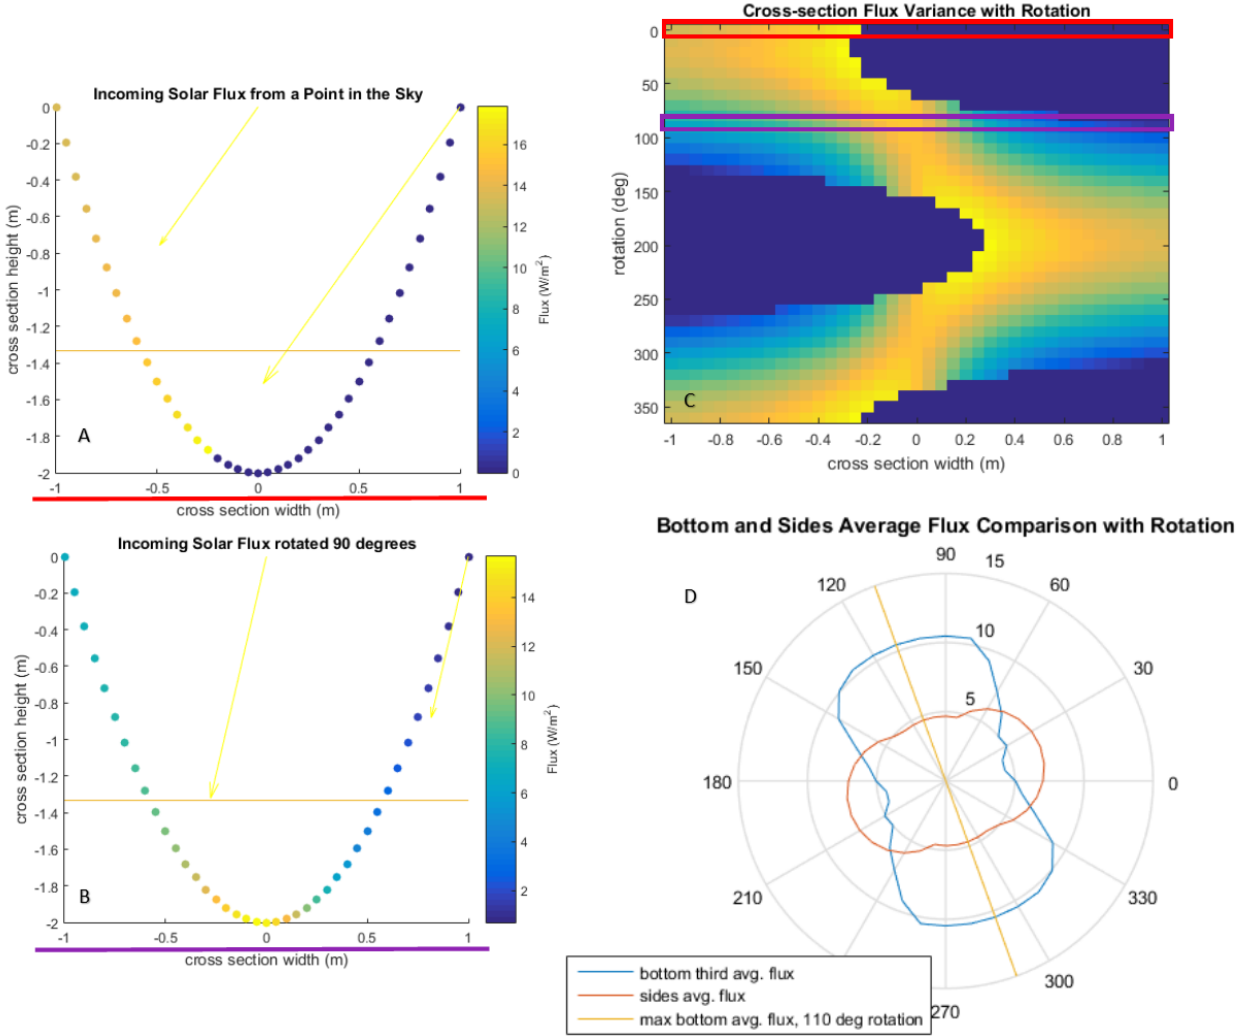 Incoming Solar Flux from a Point in the Sky
0
-0.2
-0.4
-0.6
-0.8
-1
-1.2
-1.4
-1.6
-1.8
-2
cross section height (m)
A
-1 -0.5 0 0.5 1
cross section width (m)
16
14
12
10
8
6
4
2
0
Flux (W/m²)
Cross-section Flux Variance with Rotation
0
50
100
150
200
250
300
350
rotation (deg)
C
-1 -0.8 -0.6 -0.4 -0.2 0 0.2 0.4 0.6 0.8 1
cross section width (m)
Incoming Solar Flux rotated 90 degrees
0
-0.2
-0.4
-0.6
-0.8
-1
-1.2
-1.4
-1.6
-1.8
-2
cross section height (m)
B
-1 -0.5 0 0.5 1
cross section width (m)
14
12
10
8
6
4
2
Flux (W/m²)
Bottom and Sides Average Flux Comparison with Rotation
D
90 15
120 60
10
150 30
5
180 0
210 330
300
270
bottom third avg. flux
sides avg. flux
max bottom avg. flux, 110 deg rotation